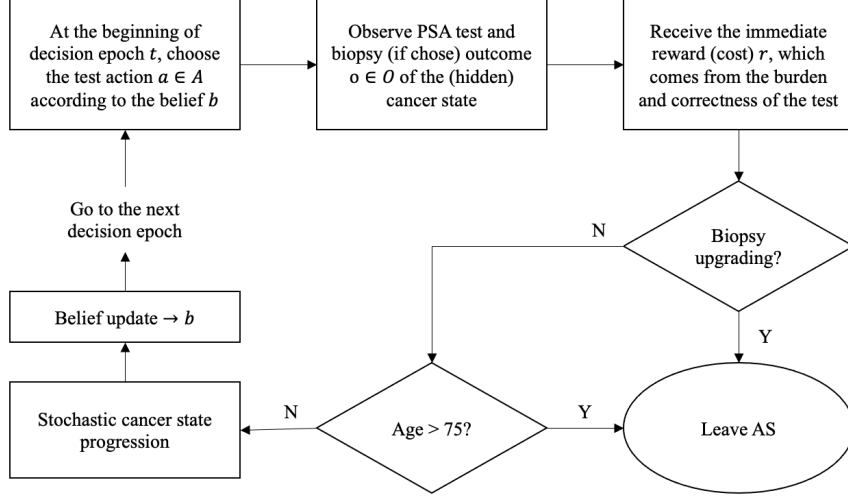 At the beginning of
decision epoch t, choose
the test action a ∈ A
according to the belief b
Observe PSA test and
biopsy (if chose) outcome
o ∈ O of the (hidden)
cancer state
Receive the immediate
reward (cost) r, which
comes from the burden
and correctness of the test
Go to the next
decision epoch
N
Biopsy
upgrading?
Belief update → b
Y
Stochastic cancer state
progression
N
Age > 75?
Y
Leave AS